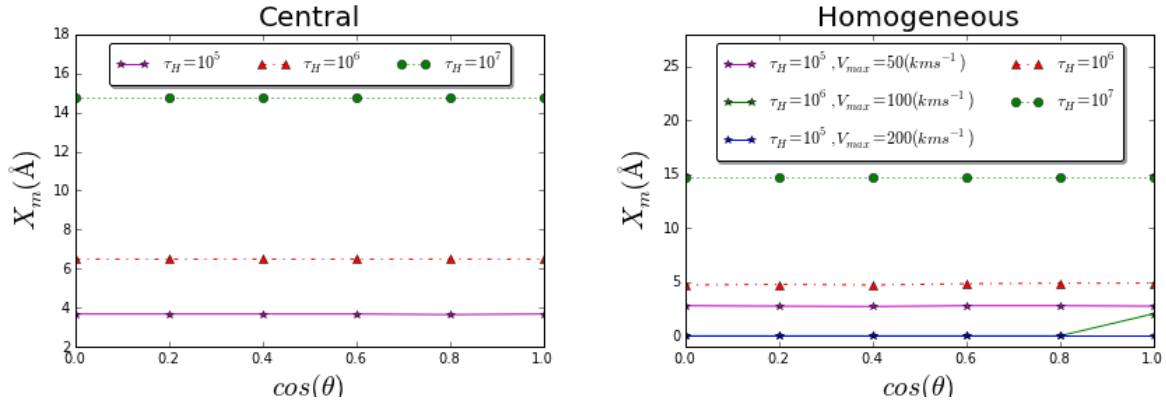 Central
τ_H=10^5
τ_H=10^6
τ_H=10^7
18
16
14
12
10
8
6
4
2
X_m(Å)
0.0 0.2 0.4 0.6 0.8 1.0
cos(θ)
Homogeneous
τ_H=10^5 ,V_max=50(kms^−1)
τ_H=10^6 ,V_max=100(kms^−1)
τ_H=10^5 ,V_max=200(kms^−1)
τ_H=10^6
τ_H=10^7
25
20
15
10
5
0
X_m(Å)
0.0 0.2 0.4 0.6 0.8 1.0
cos(θ)